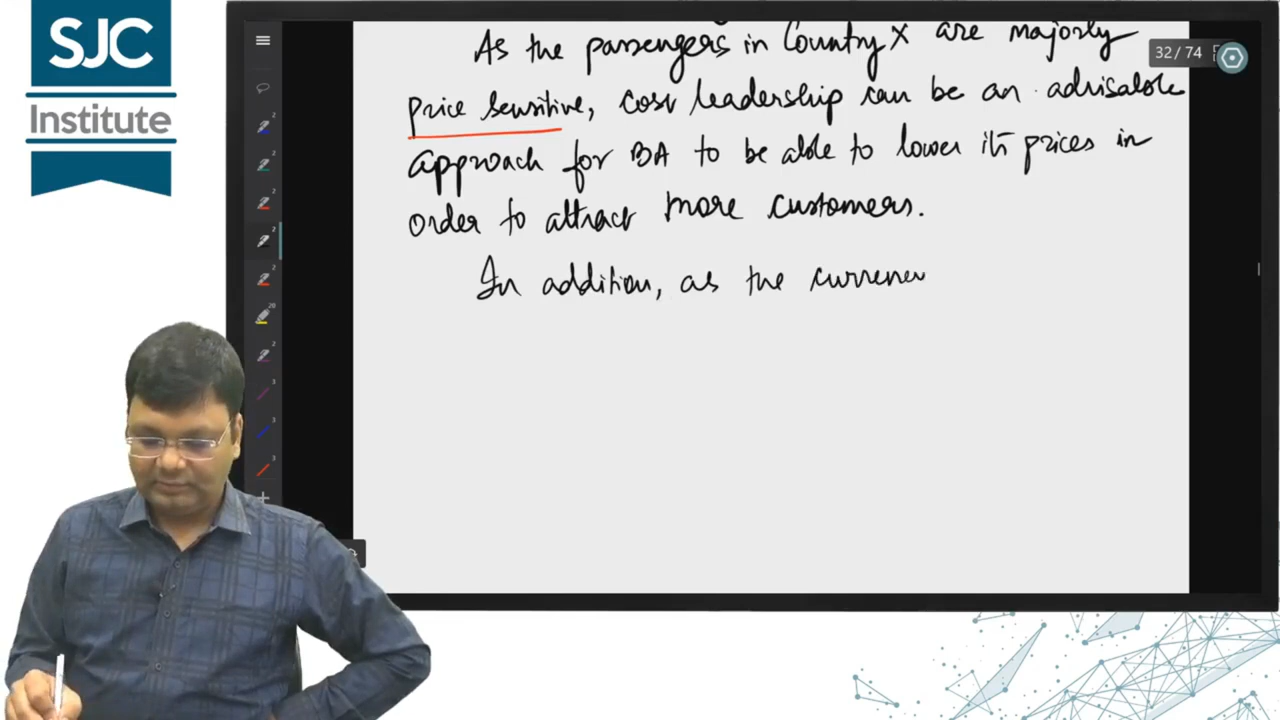 SJC
Institute
32/74
As the passengers in Country X are majorly
price sensitive, cost leadership can be an advisable
approach for BA to be able to lower its prices in
order to attract more customers.
In addition, as the currenc